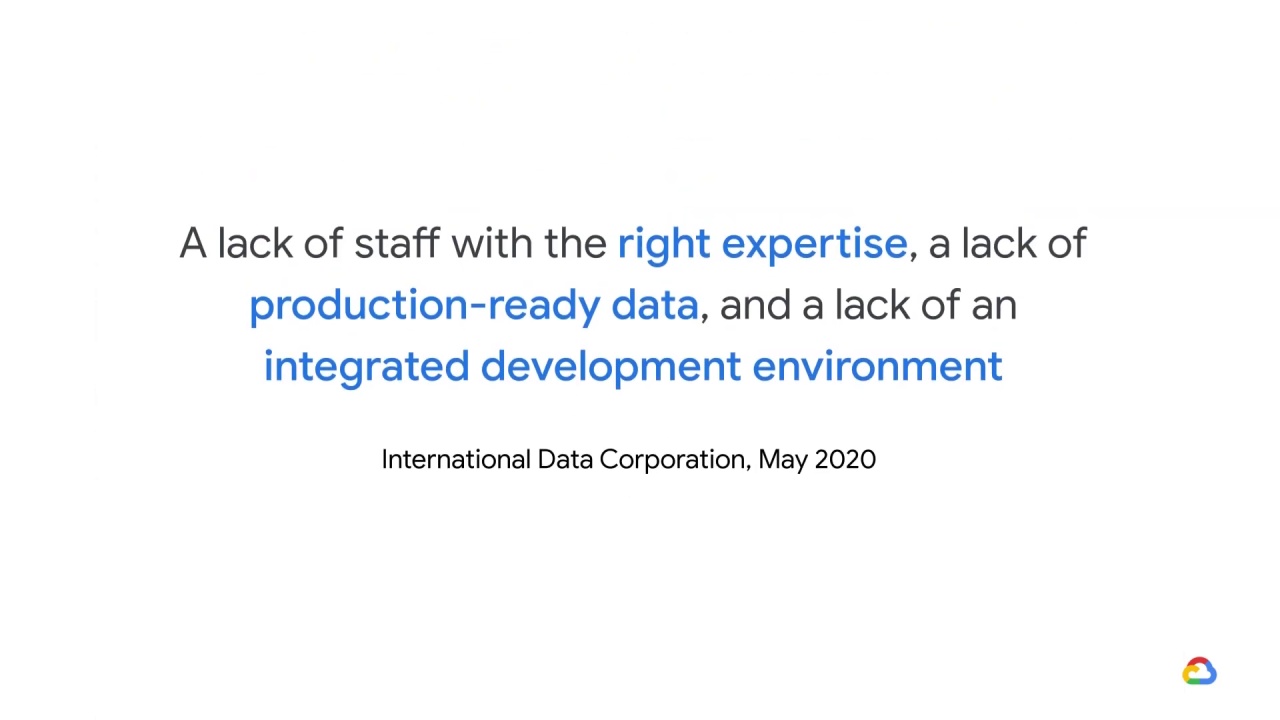 A lack of staff with the right expertise, a lack of
production-ready data, and a lack of an
integrated development environment
International Data Corporation, May 2020